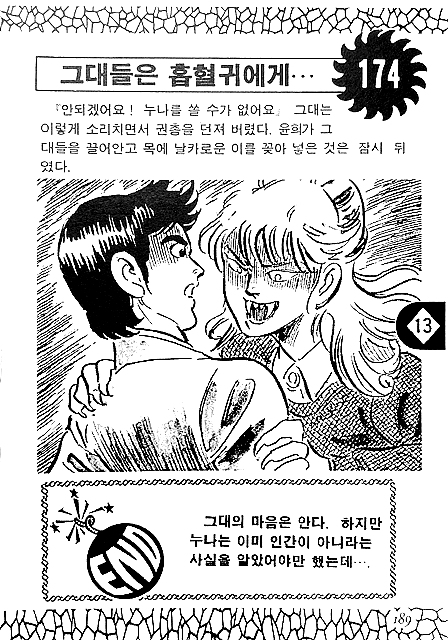 그대들은 흡혈귀에게…
174
『안되겠어요! 누나를 쏠 수가 없어요』 그대는
이렇게 소리치면서 권총을 던져 버렸다. 윤희가 그
대들을 끌어안고 목에 날카로운 이를 꽂아 넣은 것은 잠시 뒤
였다.
13
END
그대의 마음은 안다. 하지만
누나는 이미 인간이 아니라는
사실을 알았어야만 했는데….
189